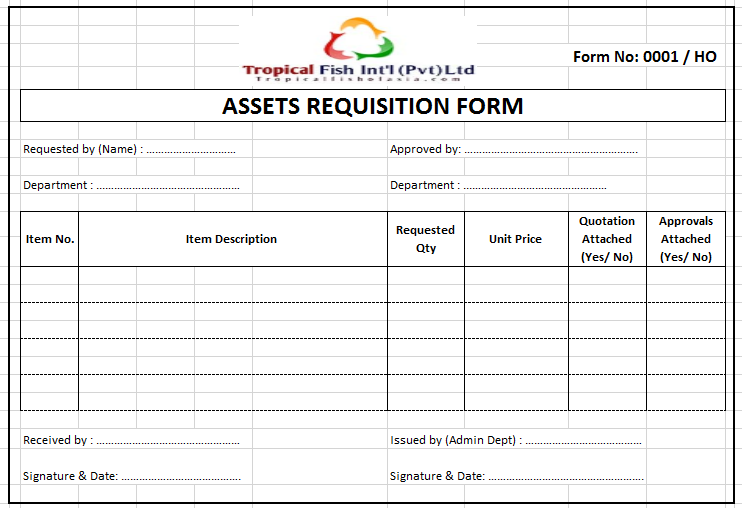 Tropical Fish Int'l (Pvt) Ltd
Tropicalfishofasia.com
Form No: 0001 / HO
ASSETS REQUISITION FORM
Requested by (Name) : ................................ Approved by: ............................................................
Department : .................................................. Department : ..................................................
Item No. Item Description Requested Qty Unit Price Quotation Attached (Yes/ No) Approvals Attached (Yes/ No)
Received by : .................................................. Issued by (Admin Dept) : ........................................
Signature & Date: ......................................... Signature & Date: ......................................................